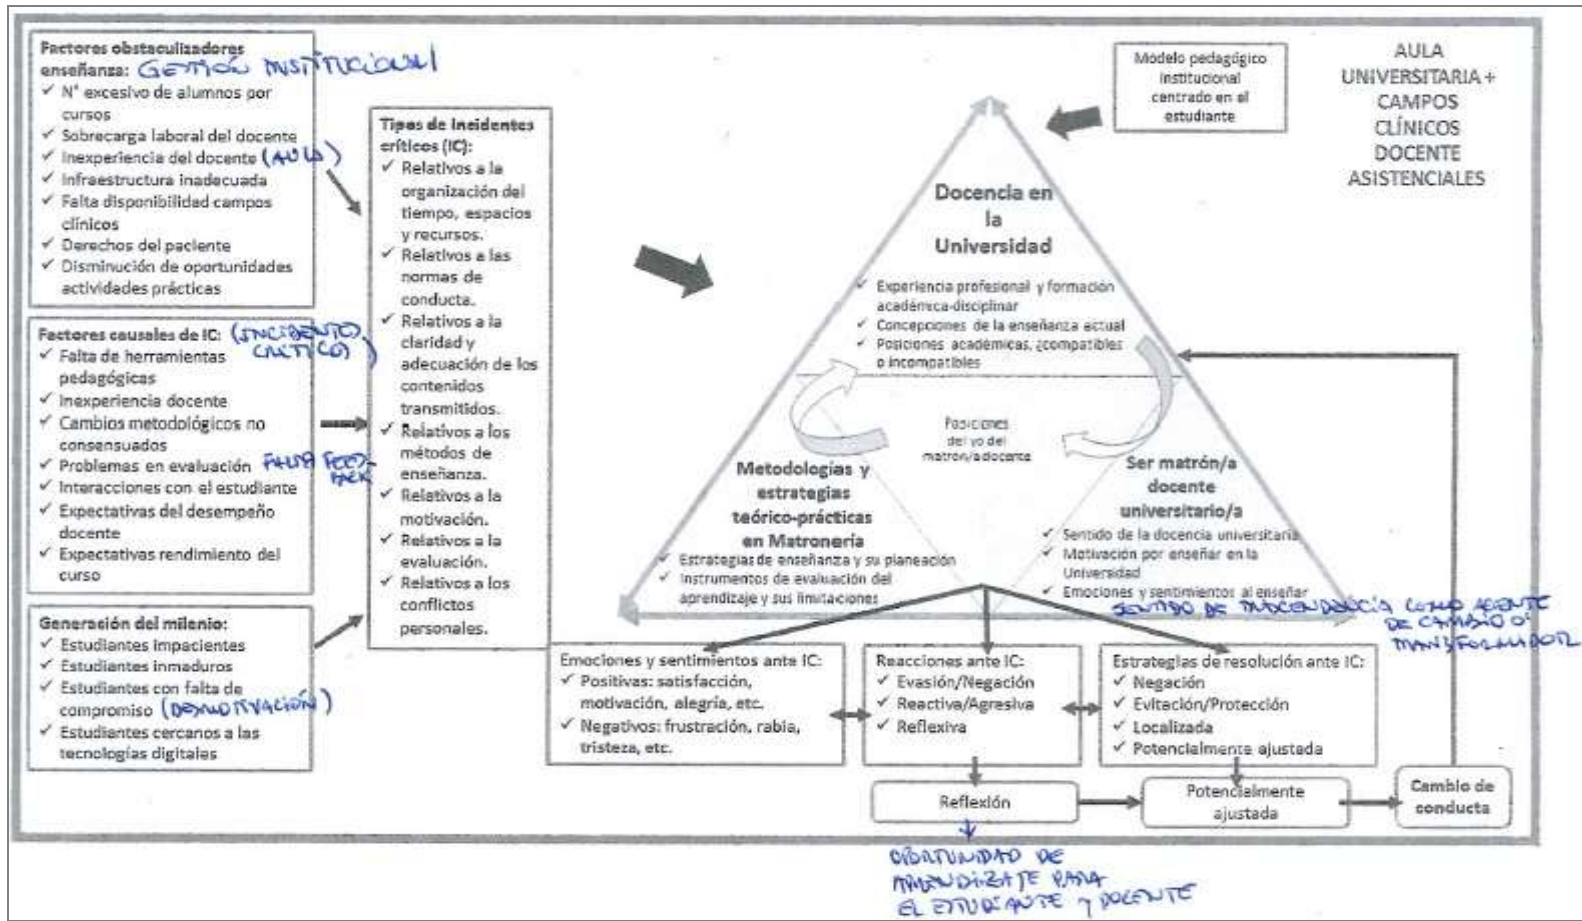 Factores obstaculizadores
enseñanza: GESTIÓN INSTITUCIONAL
✓ N° excesivo de alumnos por
cursos
✓ Sobrecarga laboral del docente
✓ Inexperiencia del docente (AULA)
✓ Infraestructura inadecuada
✓ Falta disponibilidad campos
clínicos
✓ Derechos del paciente
✓ Disminución de oportunidades
actividades prácticas
Factores causales de IC: (INCIDENTES
CRÍTICOS)
✓ Falta de herramientas
pedagógicas
✓ Inexperiencia docente
✓ Cambios metodológicos no
consensuados
✓ Problemas en evaluación FALTA FEED-
BACK
✓ Interacciones con el estudiante
✓ Expectativas del desempeño
docente
✓ Expectativas rendimiento del
curso
Generación del milenio:
✓ Estudiantes impacientes
✓ Estudiantes inmaduros
✓ Estudiantes con falta de
compromiso (DESMOTIVACIÓN)
✓ Estudiantes cercanos a las
tecnologías digitales
Tipos de Incidentes
críticos (IC):
✓ Relativos a la
organización del
tiempo, espacios
y recursos.
✓ Relativos a las
normas de
conducta.
✓ Relativos a la
claridad y
adecuación de los
contenidos
transmitidos.
✓ Relativos a los
métodos de
enseñanza.
✓ Relativos a la
motivación.
✓ Relativos a la
evaluación.
✓ Relativos a los
conflictos
personales.
Modelo pedagógico
institucional
centrado en el
estudiante
AULA
UNIVERSITARIA +
CAMPOS
CLÍNICOS
DOCENTE
ASISTENCIALES
Docencia en
la
Universidad
✓ Experiencia profesional y formación
académica-disciplinar
✓ Concepciones de la enseñanza actual
✓ Posiciones académicas, ¿compatibles
o incompatibles
Posiciones
del yo del
matrón/a docente
Metodologías y
estrategias
teórico-prácticas
en Matronería
✓ Estrategias de enseñanza y su planeación
✓ Instrumentos de evaluación del
aprendizaje y sus limitaciones
Ser matrón/a
docente
universitario/a
✓ Sentido de la docencia universitaria
✓ Motivación por enseñar en la
Universidad
✓ Emociones y sentimientos al enseñar
SENTIDO DE COMO AGENTE
DE CAMBIO O
TRANSFORMADOR
Emociones y sentimientos ante IC:
✓ Positivas: satisfacción,
motivación, alegría, etc.
✓ Negativos: frustración, rabia,
tristeza, etc.
Reacciones ante IC:
✓ Evasión/Negación
✓ Reactiva/Agresiva
✓ Reflexiva
Estrategias de resolución ante IC:
✓ Negación
✓ Evitación/Protección
✓ Localizada
✓ Potencialmente ajustada
Reflexión
Potencialmente
ajustada
Cambio de
conducta
OPORTUNIDAD DE
APRENDIZAJE PARA
EL ESTUDIANTE Y DOCENTE